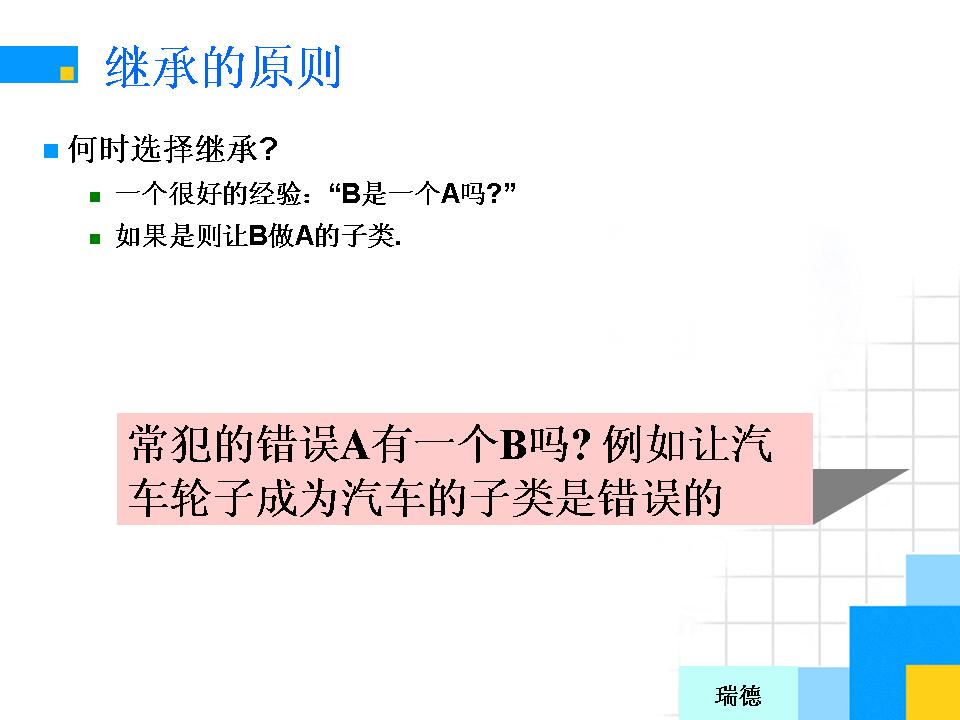 继承的原则
何时选择继承?
一个很好的经验：“B是一个A吗?”
如果是则让B做A的子类.
常犯的错误A有一个B吗? 例如让汽
车轮子成为汽车的子类是错误的
瑞德